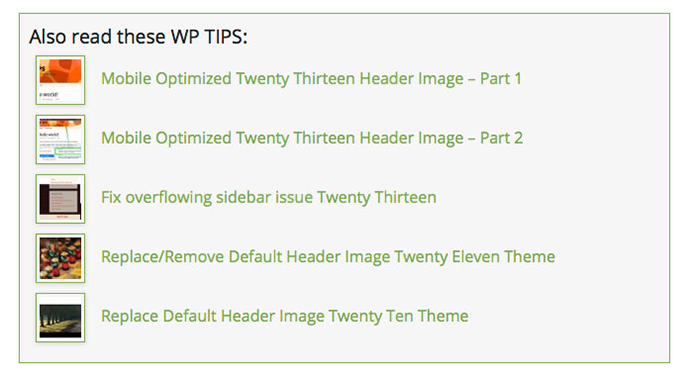 Also read these WP TIPS:
Mobile Optimized Twenty Thirteen Header Image – Part 1
Mobile Optimized Twenty Thirteen Header Image – Part 2
Fix overflowing sidebar issue Twenty Thirteen
Replace/Remove Default Header Image Twenty Eleven Theme
Replace Default Header Image Twenty Ten Theme